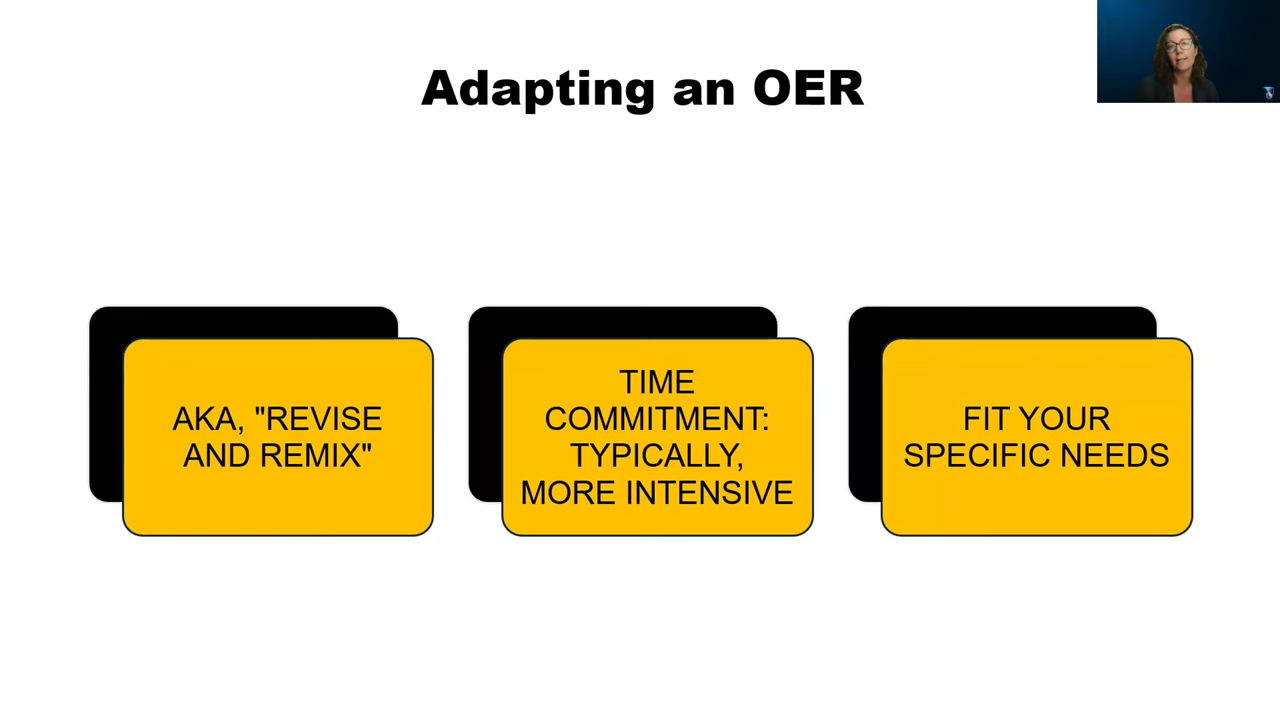 Adapting an OER
AKA, "REVISE
AND REMIX"
TIME
COMMITMENT:
TYPICALLY,
MORE INTENSIVE
FIT YOUR
SPECIFIC NEEDS